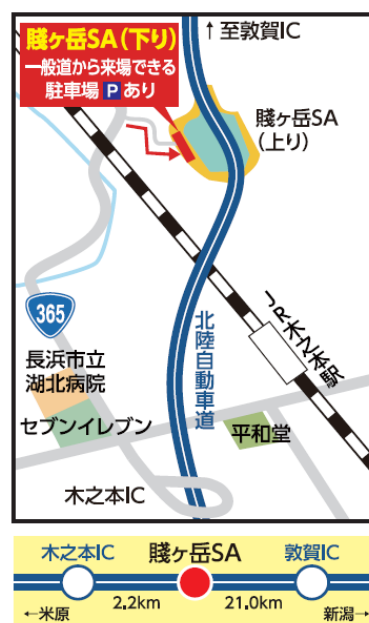 賤ヶ岳SA(下り)
一般道から来場できる
駐車場Pあり
↑至敦賀IC
賤ヶ岳SA
(上り)
365
北陸自動車道
JR木之本駅
長浜市立
湖北病院
セブンイレブン
平和堂
木之本IC
木之本IC 賤ヶ岳SA 敦賀IC
2.2km 21.0km
←米原 新潟→